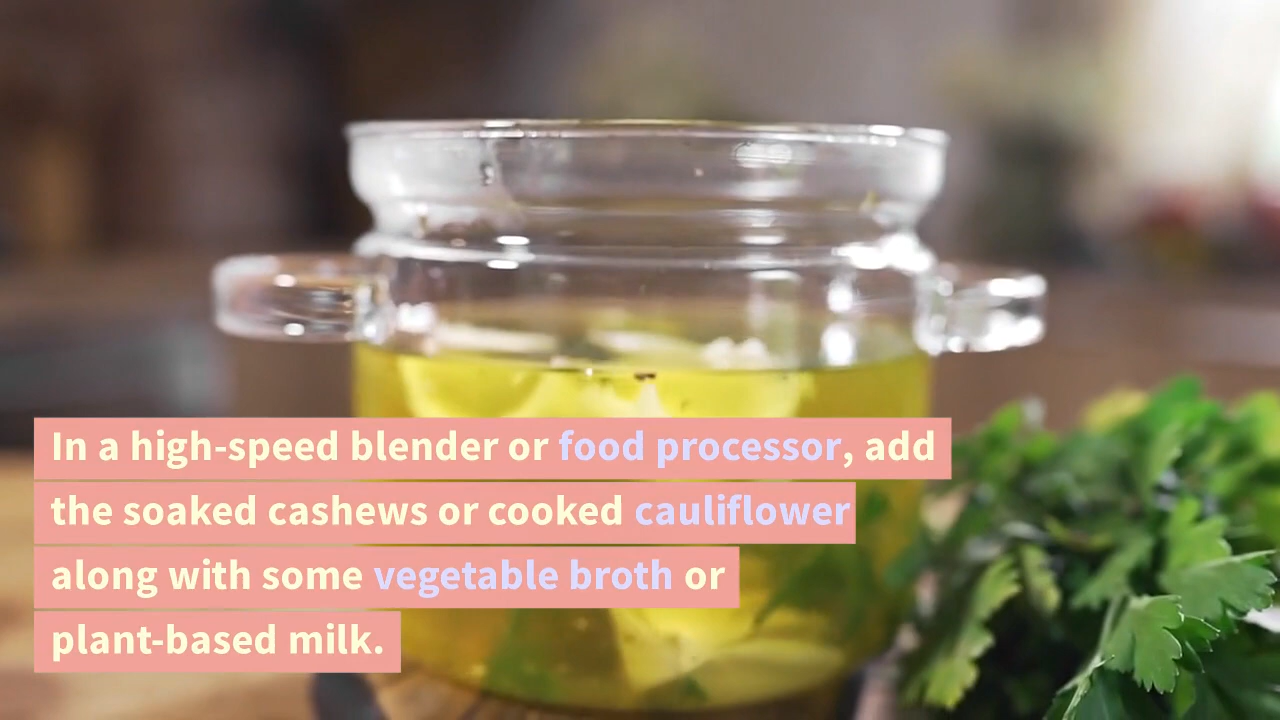 In a high-speed blender or food processor, add
the soaked cashews or cooked cauliflower
along with some vegetable broth or
plant-based milk.